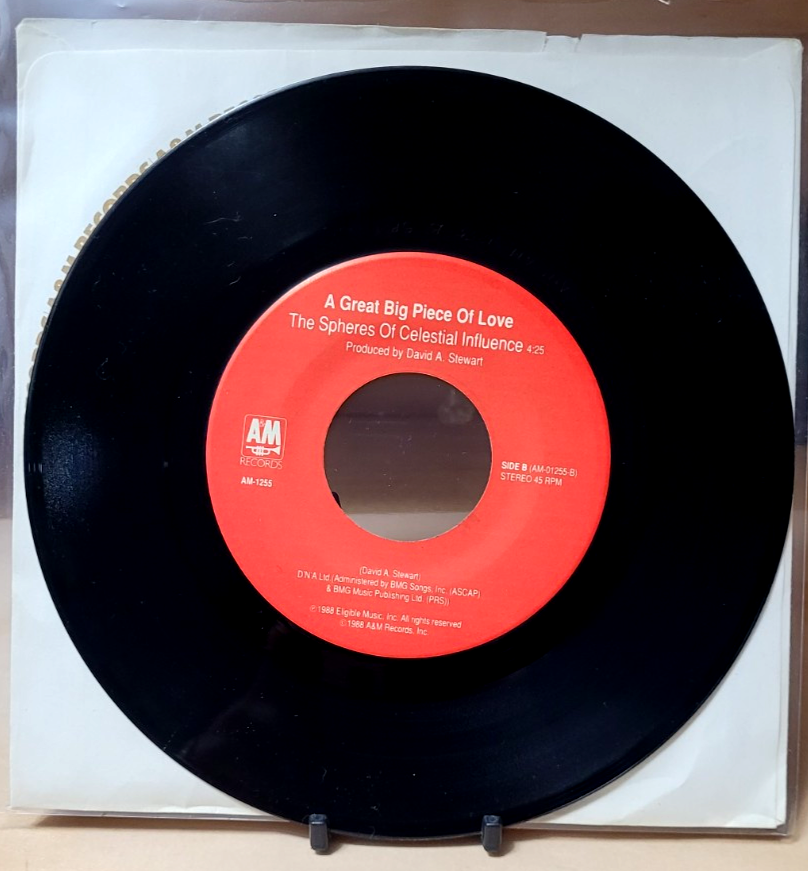 A Great Big Piece Of Love
The Spheres Of Celestial Influence 4:25
Produced by David A. Stewart
A&M
RECORDS
AM-1255
SIDE B (AM-01255-B)
STEREO 45 RPM
(David A. Stewart)
D'N'A Ltd.(Administered by BMG Songs, Inc. (ASCAP)
& BMG Music Publishing Ltd. (PRS))
℗1988 Eligible Music, Inc. All rights reserved
©1988 A&M Records, Inc.
A&M RECORDS